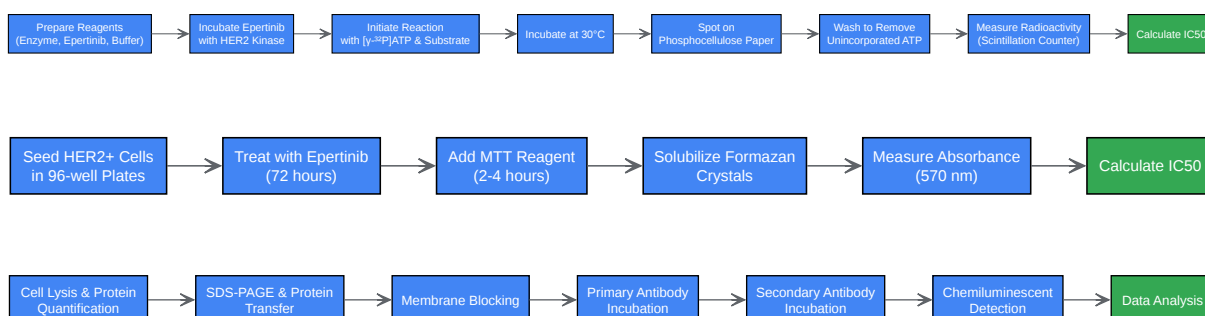 Prepare Reagents
(Enzyme, Epertinib, Buffer)
Incubate Epertinib
with HER2 Kinase
Initiate Reaction
with [γ-³²P]ATP & Substrate
Incubate at 30°C
Spot on
Phosphocellulose Paper
Wash to Remove
Unincorporated ATP
Measure Radioactivity
(Scintillation Counter)
Calculate IC50
Seed HER2+ Cells
in 96-well Plates
Treat with Epertinib
(72 hours)
Add MTT Reagent
(2-4 hours)
Solubilize Formazan
Crystals
Measure Absorbance
(570 nm)
Calculate IC50
Cell Lysis & Protein
Quantification
SDS-PAGE & Protein
Transfer
Membrane Blocking
Primary Antibody
Incubation
Secondary Antibody
Incubation
Chemiluminescent
Detection
Data Analysis